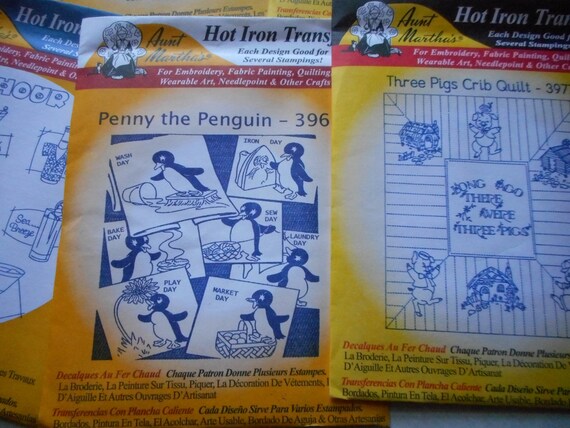 HOUR
Sea
Breeze
Aunt
Martha's®
Hot Iron Trans
Each Design Good for
Several Stampings!
For Embroidery, Fabric Painting, Quilting
Wearable Art, Needlepoint & Other Crafts
Penny the Penguin - 396
WASH
DAY
IRON DAY
BAKE
DAY
SEW
DAY
LAUNDRY
DAY
PLAY
DAY
MARKET
DAY
Decalques Au Fer Chaud Chaque Patron Donne Plusieurs Estampes.
La Broderie, La Peinture Sur Tissu, Piquer, La Décoration De Vêtements,
D'Aiguille Et Autres Ouvrages D'Artisanat
Transferencias Con Plancha Caliente Cada Diseño Sirve Para Varios Estampados.
Bordados, Pintura En Tela, El Acolchar, Arte Usable, Bordado De Aguja & Otras Artesanat
Aunt
Martha's®
Hot Iron Tran
Each Design Good
Several Stampings
For Embroidery, Fabric Painting, Quil
Wearable Art, Needlepoint & Other C
Three Pigs Crib Quilt - 397
LONG AGO
THERE
WERE
THREE PIGS
Decalques Au Fer Chaud Chaque Patron Donne Plusieurs
La Broderie, La Peinture Sur Tissu, Piquer, La Décoration De
D'Aiguille Et Autres Ouvrages D'Artisanat
Transferencias Con Plancha Caliente Cada Diseño Sirve Par
Bordados, Pintura En Tela, El Acolchar, Arte Usable, Bordado De